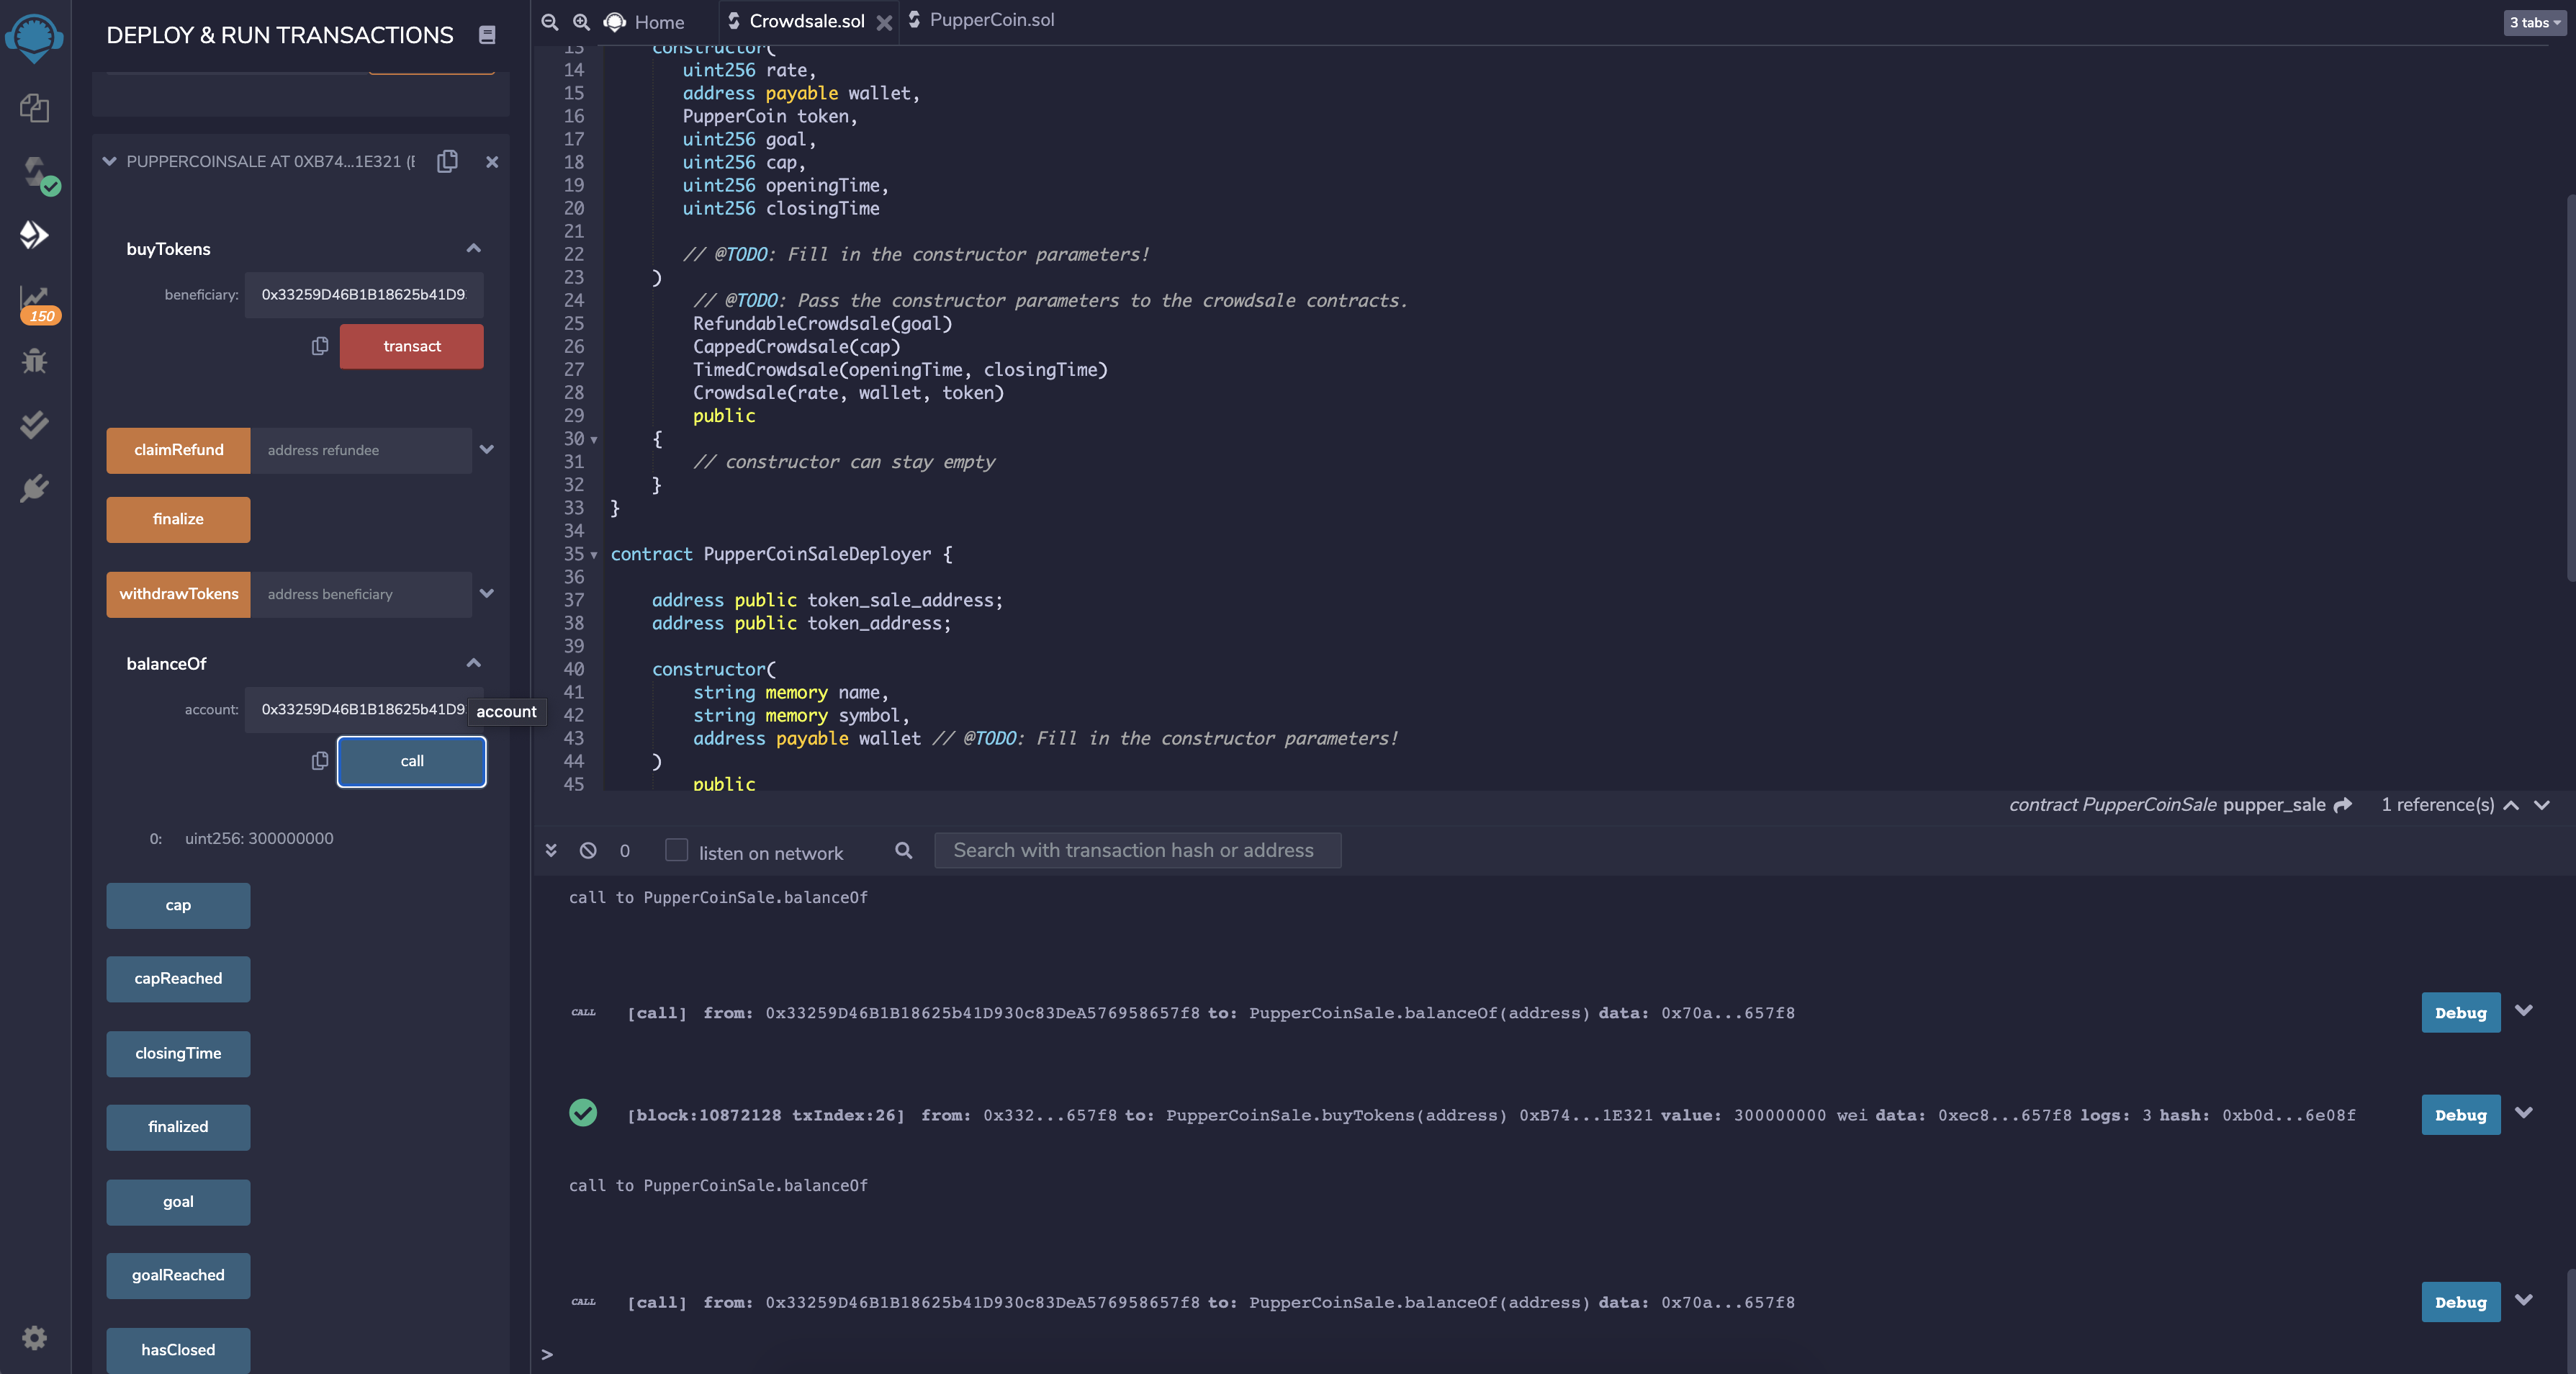 DEPLOY & RUN TRANSACTIONS
150
PUPPERCOINSALE AT 0XB74...1E321 (
buyTokens
beneficiary: 0x33259D46B1B18625b41D9
transact
claimRefund address refundee
finalize
withdrawTokens address beneficiary
balanceOf
account: 0x33259D46B1B18625b41D9
account
call
0: uint256: 300000000
cap
capReached
closingTime
finalized
goal
goalReached
hasClosed
Home
Crowdsale.sol
PupperCoin.sol
3 tabs
13 constructor(
14 uint256 rate,
15 address payable wallet,
16 PupperCoin token,
17 uint256 goal,
18 uint256 cap,
19 uint256 openingTime,
20 uint256 closingTime
21
22 // @TODO: Fill in the constructor parameters!
23 )
24 // @TODO: Pass the constructor parameters to the crowdsale contracts.
25 RefundableCrowdsale(goal)
26 CappedCrowdsale(cap)
27 TimedCrowdsale(openingTime, closingTime)
28 Crowdsale(rate, wallet, token)
29 public
30 {
31 // constructor can stay empty
32 }
33 }
34
35 contract PupperCoinSaleDeployer {
36
37 address public token_sale_address;
38 address public token_address;
39
40 constructor(
41 string memory name,
42 string memory symbol,
43 address payable wallet // @TODO: Fill in the constructor parameters!
44 )
45 public
contract PupperCoinSale pupper_sale 1 reference(s)
0 listen on network Search with transaction hash or address
call to PupperCoinSale.balanceOf
CALL [call] from: 0x33259D46B1B18625b41D930c83DeA576958657f8 to: PupperCoinSale.balanceOf(address) data: 0x70a...657f8 Debug
[block:10872128 txIndex:26] from: 0x332...657f8 to: PupperCoinSale.buyTokens(address) 0xB74...1E321 value: 300000000 wei data: 0xec8...657f8 logs: 3 hash: 0xb0d...6e08f Debug
call to PupperCoinSale.balanceOf
CALL [call] from: 0x33259D46B1B18625b41D930c83DeA576958657f8 to: PupperCoinSale.balanceOf(address) data: 0x70a...657f8 Debug
>